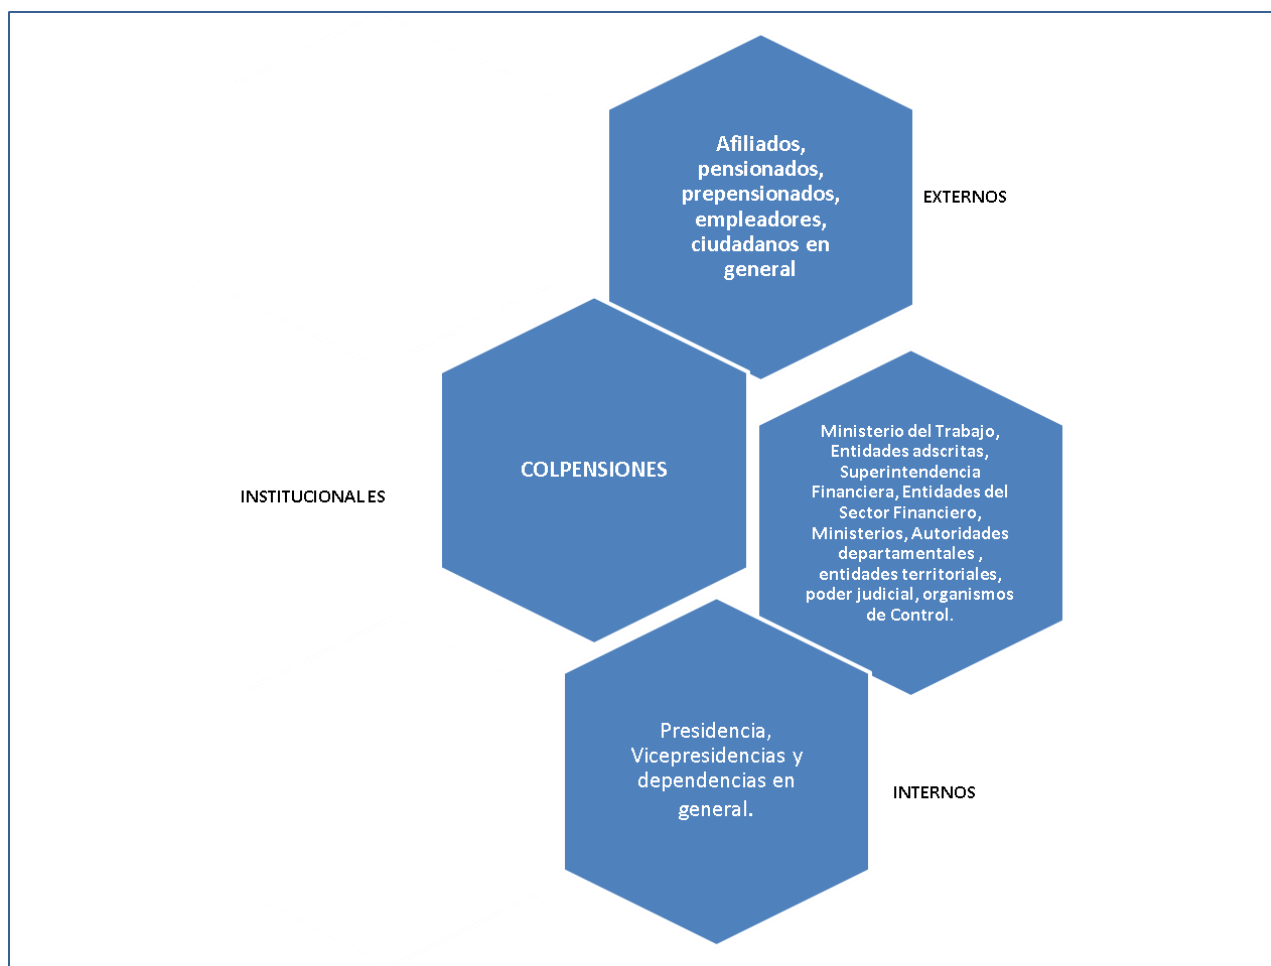 Afiliados,
pensionados,
prepensionados,
empleadores,
ciudadanos en
general
EXTERNOS
COLPENSIONES
INSTITUCIONALES
Ministerio del Trabajo,
Entidades adscritas,
Superintendencia
Financiera, Entidades del
Sector Financiero,
Ministerios, Autoridades
departamentales ,
entidades territoriales,
poder judicial, organismos
de Control.
Presidencia,
Vicepresidencias y
dependencias en
general.
INTERNOS